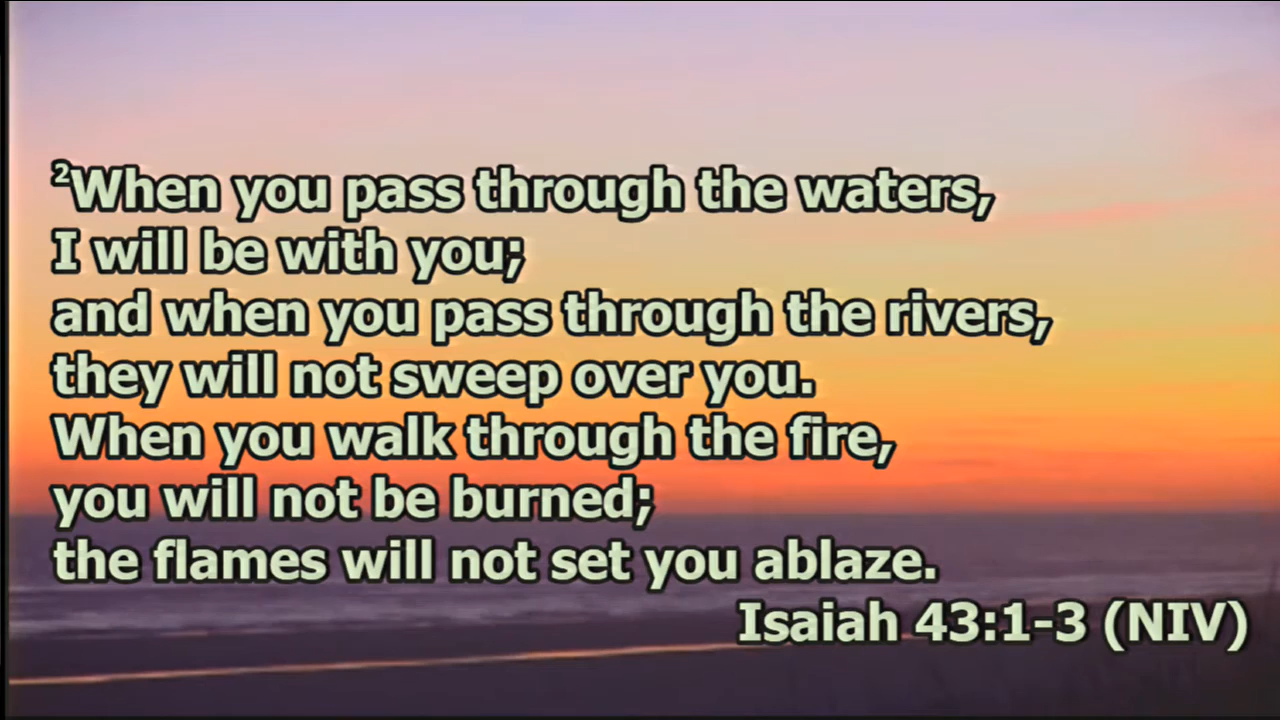 ²When you pass through the waters,
I will be with you;
and when you pass through the rivers,
they will not sweep over you.
When you walk through the fire,
you will not be burned;
the flames will not set you ablaze.
Isaiah 43:1-3 (NIV)